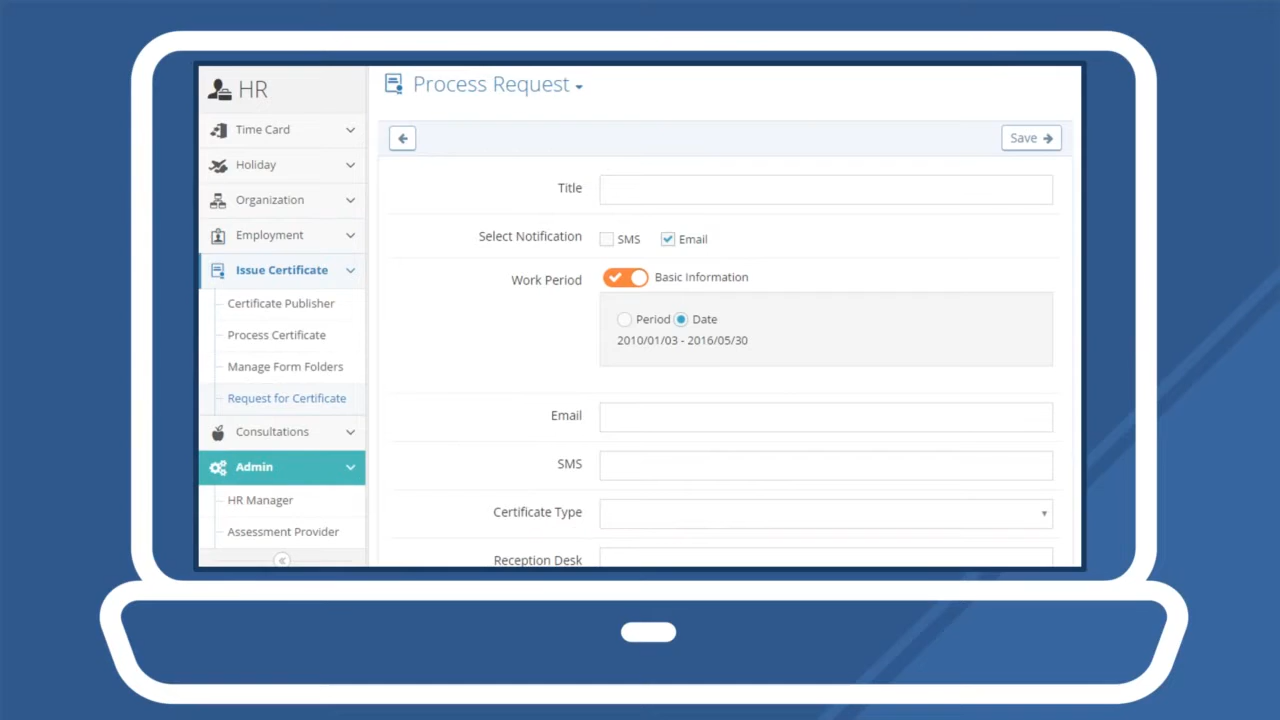 HR
Time Card
Holiday
Organization
Employment
Issue Certificate
Certificate Publisher
Process Certificate
Manage Form Folders
Request for Certificate
Consultations
Admin
HR Manager
Assessment Provider
Process Request
Save
Title
Select Notification SMS Email
Work Period Basic Information
Period Date
2010/01/03 - 2016/05/30
Email
SMS
Certificate Type
Reception Desk